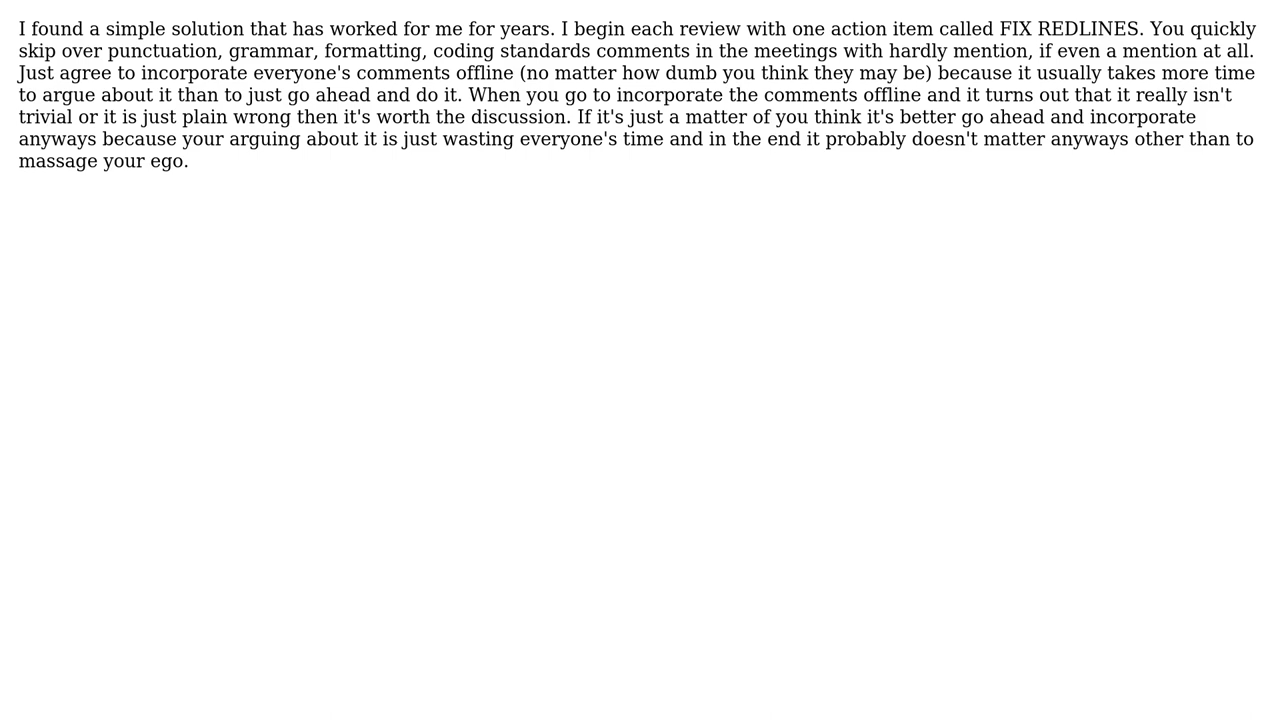 I found a simple solution that has worked for me for years. I begin each review with one action item called FIX REDLINES. You quickly
skip over punctuation, grammar, formatting, coding standards comments in the meetings with hardly mention, if even a mention at all.
Just agree to incorporate everyone's comments offline (no matter how dumb you think they may be) because it usually takes more time
to argue about it than to just go ahead and do it. When you go to incorporate the comments offline and it turns out that it really isn't
trivial or it is just plain wrong then it's worth the discussion. If it's just a matter of you think it's better go ahead and incorporate
anyways because your arguing about it is just wasting everyone's time and in the end it probably doesn't matter anyways other than to
massage your ego.